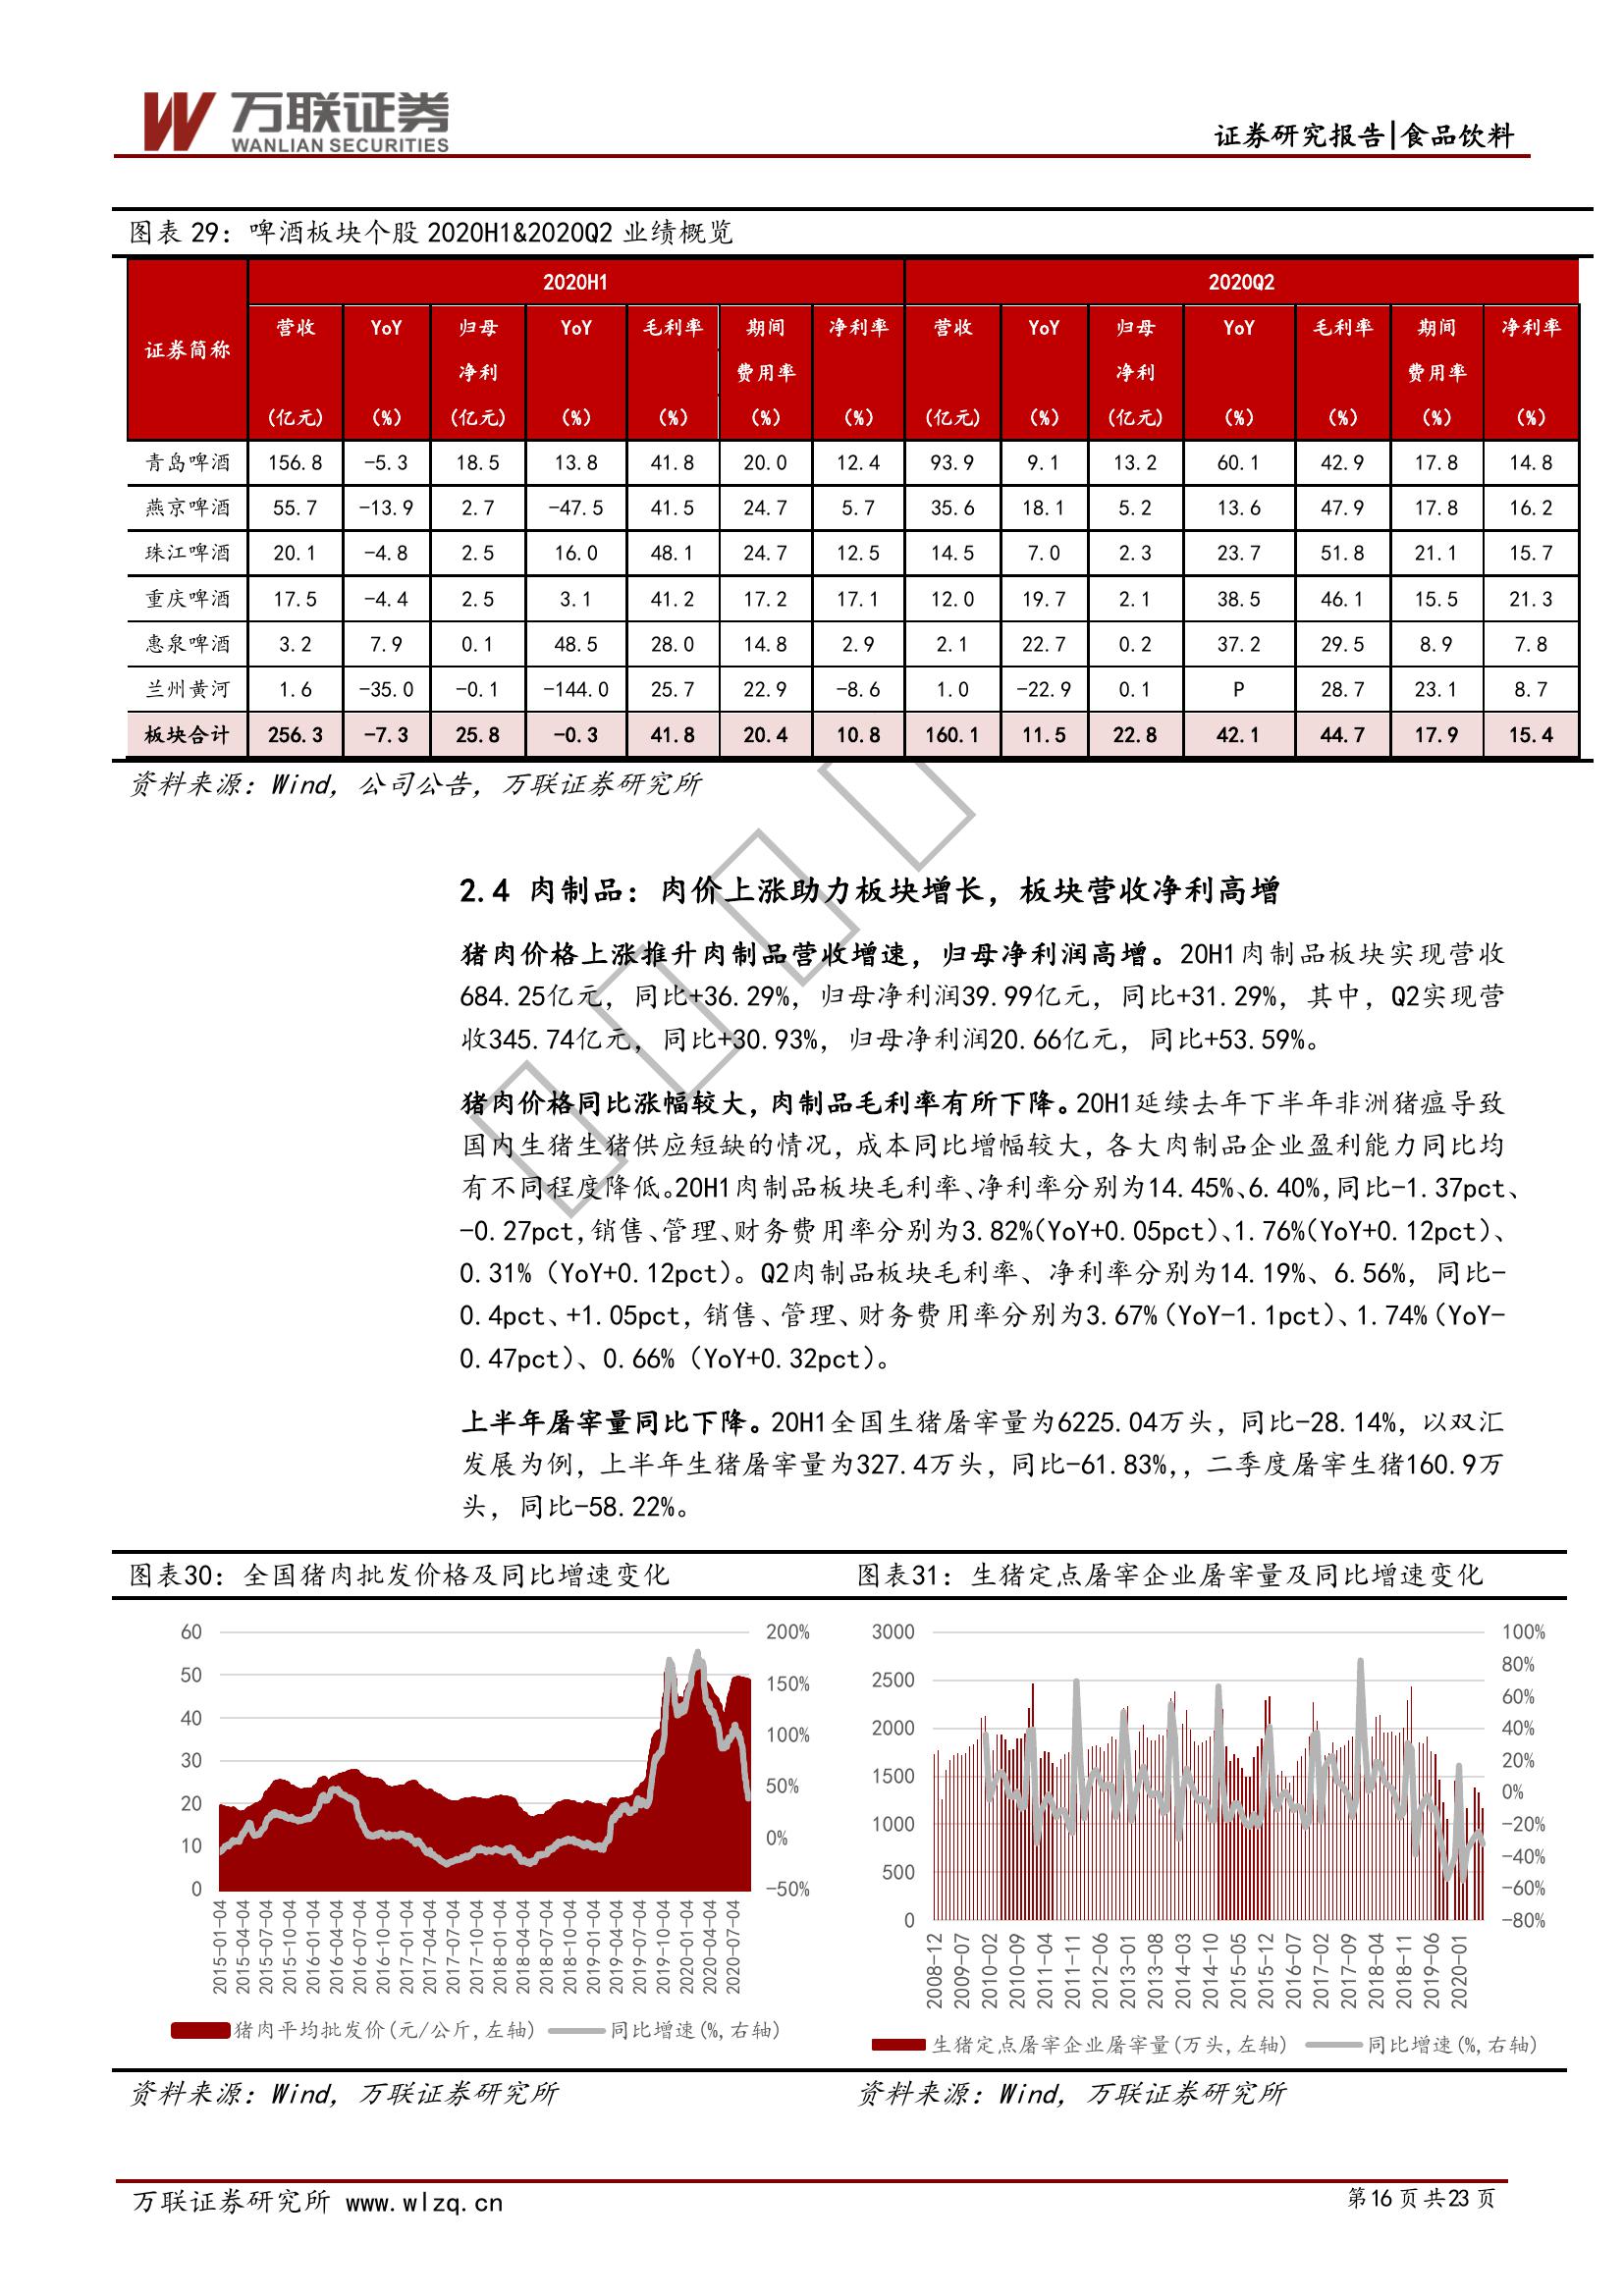 万联证券
WANLIAN SECURITIES
证券研究报告|食品饮料
图表 29：啤酒板块个股 2020H1&2020Q2 业绩概览
证券简称 2020H1 2020Q2
营收 YoY 归母 YoY 毛利率 期间 净利率 营收 YoY 归母 YoY 毛利率 期间 净利率
净利 费用率 净利 费用率
(亿元) (%) (亿元) (%) (%) (%) (%) (亿元) (%) (亿元) (%) (%) (%) (%)
青岛啤酒 156.8 -5.3 18.5 13.8 41.8 20.0 12.4 93.9 9.1 13.2 60.1 42.9 17.8 14.8
燕京啤酒 55.7 -13.9 2.7 -47.5 41.5 24.7 5.7 35.6 18.1 5.2 13.6 47.9 17.8 16.2
珠江啤酒 20.1 -4.8 2.5 16.0 48.1 24.7 12.5 14.5 7.0 2.3 23.7 51.8 21.1 15.7
重庆啤酒 17.5 -4.4 2.5 3.1 41.2 17.2 17.1 12.0 19.7 2.1 38.5 46.1 15.5 21.3
惠泉啤酒 3.2 7.9 0.1 48.5 28.0 14.8 2.9 2.1 22.7 0.2 37.2 29.5 8.9 7.8
兰州黄河 1.6 -35.0 -0.1 -144.0 25.7 22.9 -8.6 1.0 -22.9 0.1 P 28.7 23.1 8.7
板块合计 256.3 -7.3 25.8 -0.3 41.8 20.4 10.8 160.1 11.5 22.8 42.1 44.7 17.9 15.4
资料来源：Wind，公司公告，万联证券研究所
2.4 肉制品：肉价上涨助力板块增长，板块营收净利高增
猪肉价格上涨推升肉制品营收增速，归母净利润高增。20H1肉制品板块实现营收
684.25亿元，同比+36.29%，归母净利润39.99亿元，同比+31.29%，其中，Q2实现营
收345.74亿元，同比+30.93%，归母净利润20.66亿元，同比+53.59%。
猪肉价格同比涨幅较大，肉制品毛利率有所下降。20H1延续去年下半年非洲猪瘟导致
国内生猪生猪供应短缺的情况，成本同比增幅较大，各大肉制品企业盈利能力同比均
有不同程度降低。20H1肉制品板块毛利率、净利率分别为14.45%、6.40%，同比-1.37pct、
-0.27pct，销售、管理、财务费用率分别为3.82%（YoY+0.05pct）、1.76%（YoY+0.12pct）、
0.31%（YoY+0.12pct）。Q2肉制品板块毛利率、净利率分别为14.19%、6.56%，同比-
0.4pct、+1.05pct，销售、管理、财务费用率分别为3.67%（YoY-1.1pct）、1.74%（YoY-
0.47pct）、0.66%（YoY+0.32pct）。
上半年屠宰量同比下降。20H1全国生猪屠宰量为6225.04万头，同比-28.14%，以双汇
发展为例，上半年生猪屠宰量为327.4万头，同比-61.83%,，二季度屠宰生猪160.9万
头，同比-58.22%。
图表30：全国猪肉批发价格及同比增速变化
60
50
40
30
20
10
0
200%
150%
100%
50%
0%
-50%
2015-01-04 2015-04-04 2015-07-04 2015-10-04 2016-01-04 2016-04-04 2016-07-04 2016-10-04 2017-01-04 2017-04-04 2017-07-04 2017-10-04 2018-01-04 2018-04-04 2018-07-04 2018-10-04 2019-01-04 2019-04-04 2019-07-04 2019-10-04 2020-01-04 2020-04-04 2020-07-04
猪肉平均批发价(元/公斤,左轴) 同比增速(%,右轴)
资料来源：Wind，万联证券研究所
图表31：生猪定点屠宰企业屠宰量及同比增速变化
3000
2500
2000
1500
1000
500
0
100%
80%
60%
40%
20%
0%
-20%
-40%
-60%
-80%
2008-12 2009-07 2010-02 2010-09 2011-04 2011-11 2012-06 2013-01 2013-08 2014-03 2014-10 2015-05 2015-12 2016-07 2017-02 2017-09 2018-04 2018-11 2019-06 2020-01
生猪定点屠宰企业屠宰量(万头,左轴) 同比增速(%,右轴)
资料来源：Wind，万联证券研究所
万联证券研究所 www.wlzq.cn
第16 页 共23 页